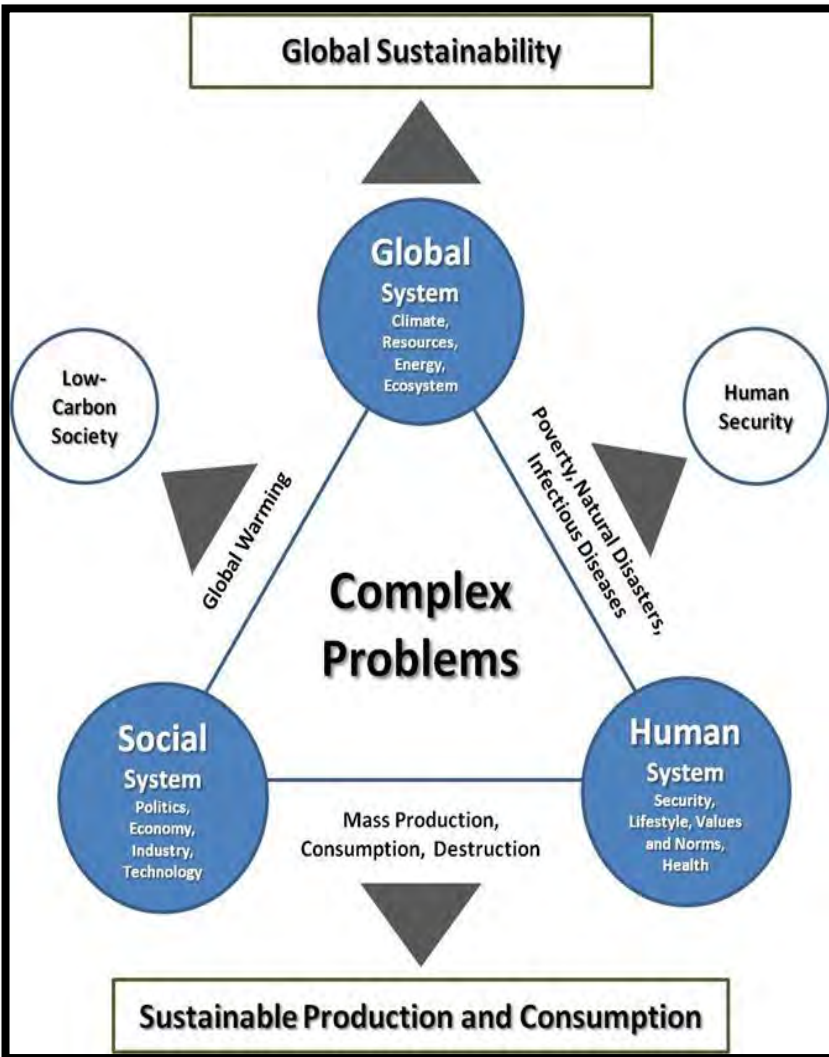 Global Sustainability
Global
System
Climate,
Resources,
Energy,
Ecosystem
Low-
Carbon
Society
Human
Security
Global Warming
Poverty, Natural Disasters,
Infectious Diseases
Complex
Problems
Social
System
Politics,
Economy,
Industry,
Technology
Human
System
Security,
Lifestyle, Values
and Norms,
Health
Mass Production,
Consumption, Destruction
Sustainable Production and Consumption